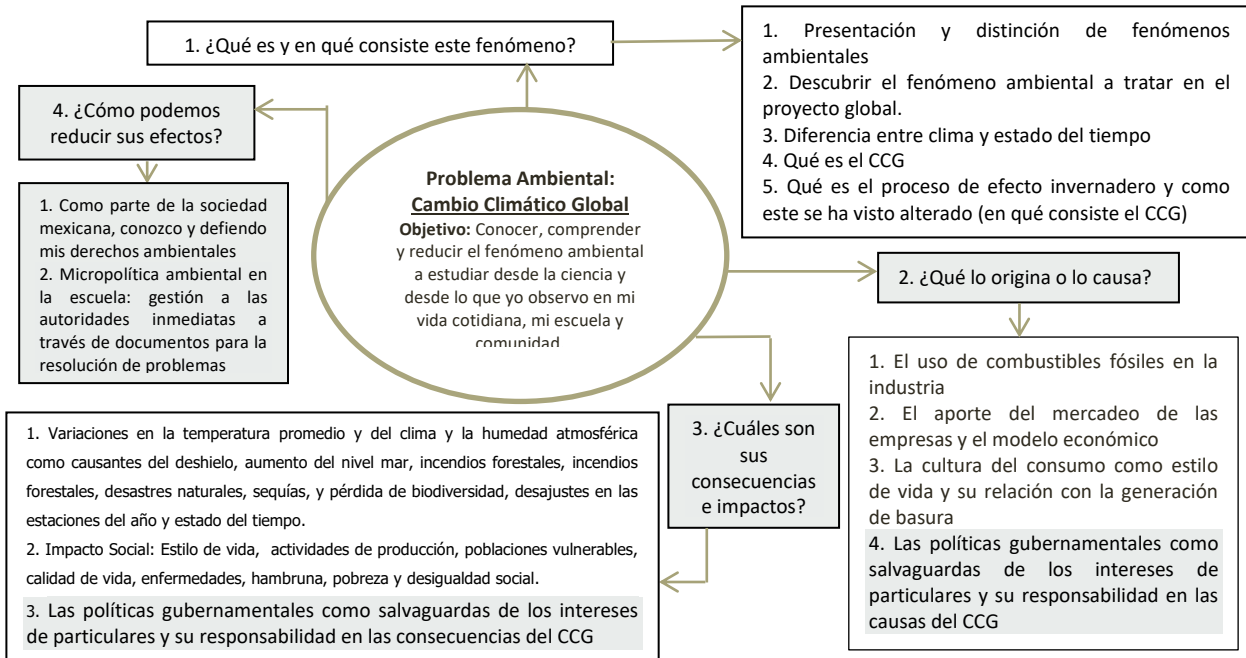 1. ¿Qué es y en qué consiste este fenómeno?
1. Presentación y distinción de fenómenos
ambientales
2. Descubrir el fenómeno ambiental a tratar en el
proyecto global.
3. Diferencia entre clima y estado del tiempo
4. Qué es el CCG
5. Qué es el proceso de efecto invernadero y como
este se ha visto alterado (en qué consiste el CCG)
4. ¿Cómo podemos
reducir sus efectos?
1. Como parte de la sociedad
mexicana, conozco y defiendo
mis derechos ambientales
2. Micropolítica ambiental en
la escuela: gestión a las
autoridades inmediatas a
través de documentos para la
resolución de problemas
Problema Ambiental:
Cambio Climático Global
Objetivo: Conocer, comprender
y reducir el fenómeno ambiental
a estudiar desde la ciencia y
desde lo que yo observo en mi
vida cotidiana, mi escuela y
comunidad
2. ¿Qué lo origina o lo causa?
1. El uso de combustibles fósiles en la
industria
2. El aporte del mercadeo de las
empresas y el modelo económico
3. La cultura del consumo como estilo
de vida y su relación con la generación
de basura
4. Las políticas gubernamentales como
salvaguardas de los intereses de
particulares y su responsabilidad en las
causas del CCG
3. ¿Cuáles son
sus
consecuencias
e impactos?
1. Variaciones en la temperatura promedio y del clima y la humedad atmosférica
como causantes del deshielo, aumento del nivel mar, incendios forestales, incendios
forestales, desastres naturales, sequías, y pérdida de biodiversidad, desajustes en las
estaciones del año y estado del tiempo.
2. Impacto Social: Estilo de vida, actividades de producción, poblaciones vulnerables,
calidad de vida, enfermedades, hambruna, pobreza y desigualdad social.
3. Las políticas gubernamentales como salvaguardas de los intereses
de particulares y su responsabilidad en las consecuencias del CCG